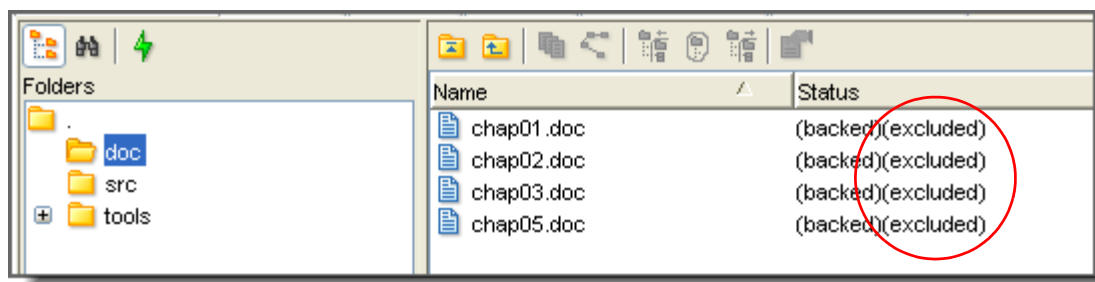 Folders
.
doc
src
tools
Name Status
chap01.doc (backed)(excluded)
chap02.doc (backed)(excluded)
chap03.doc (backed)(excluded)
chap05.doc (backed)(excluded)